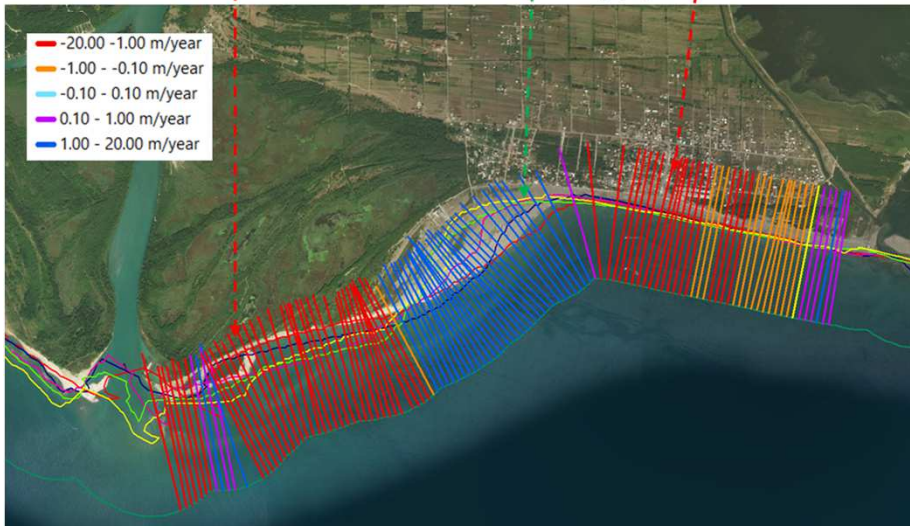 -20.00 -1.00 m/year
-1.00 - -0.10 m/year
-0.10 - 0.10 m/year
0.10 - 1.00 m/year
1.00 - 20.00 m/year